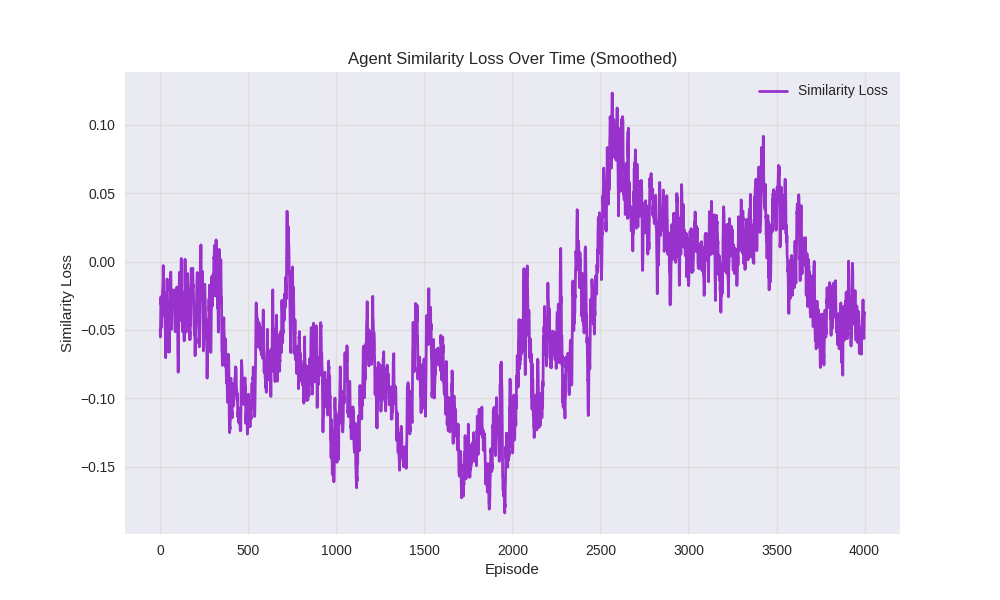 Agent Similarity Loss Over Time (Smoothed)
Similarity Loss
0.10
0.05
0.00
−0.05
−0.10
−0.15
Similarity Loss
0 500 1000 1500 2000 2500 3000 3500 4000
Episode